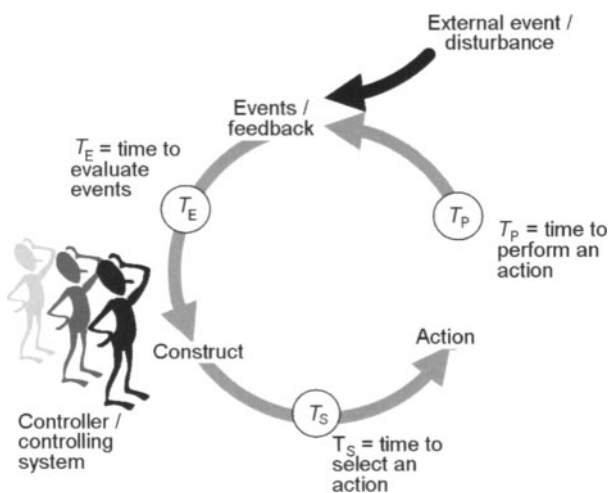 External event /
disturbance
Events /
feedback
T_E = time to
evaluate
events
T_E
T_P
T_P = time to
perform an
action
Construct
Action
T_S
T_S = time to
select an
action
Controller /
controlling
system